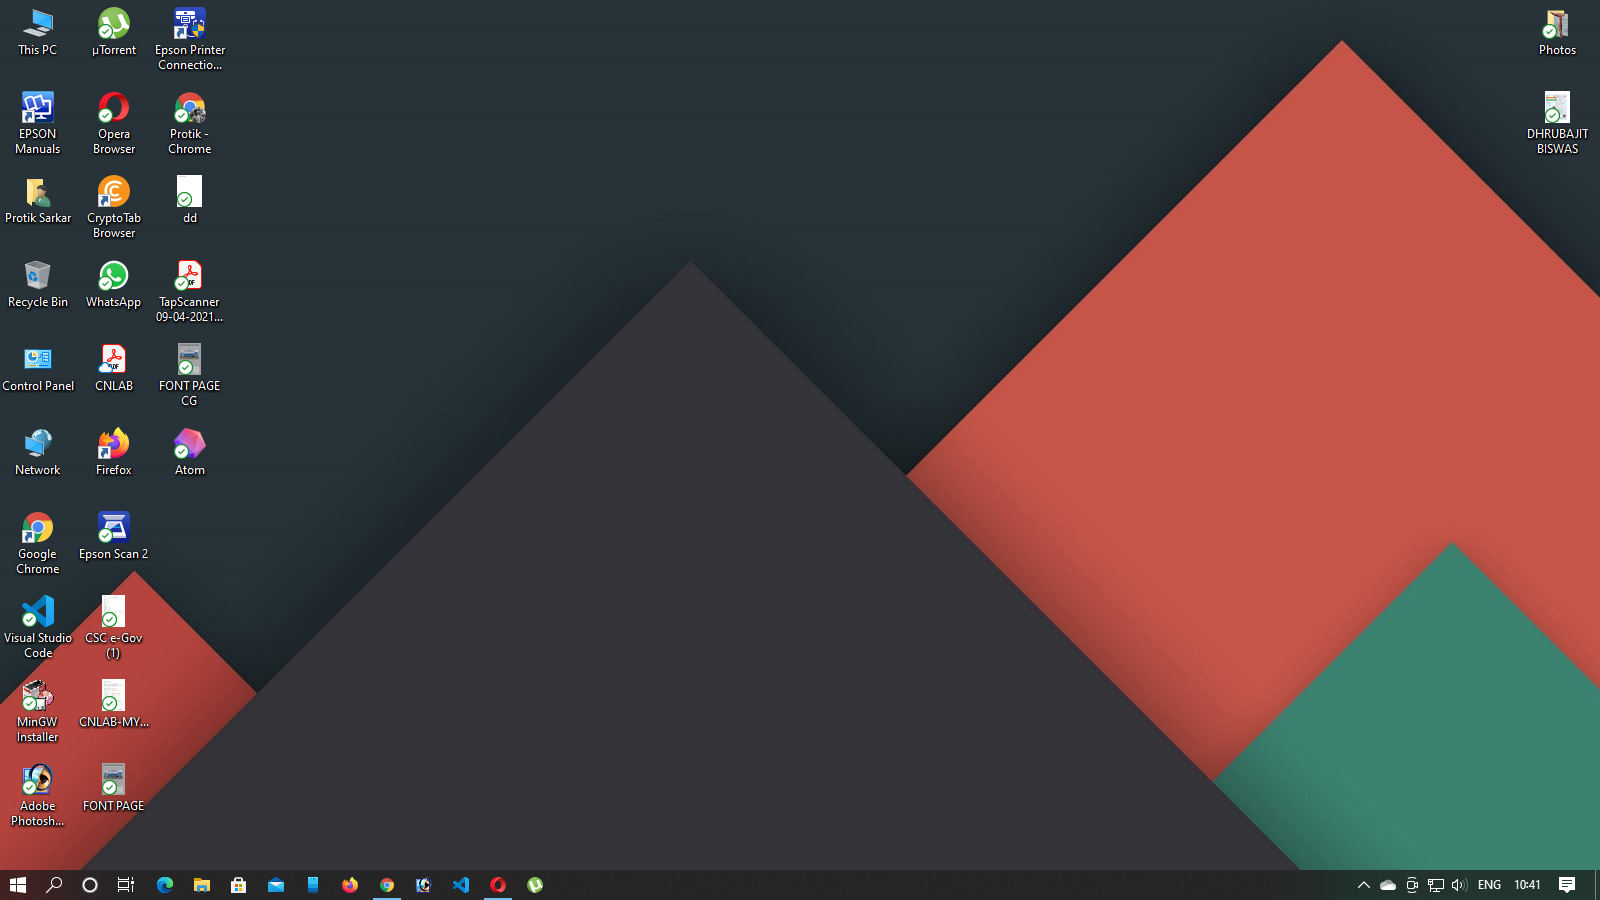 This PC
µTorrent
Epson Printer
Connectio...
EPSON
Manuals
Opera
Browser
Protik -
Chrome
Protik Sarkar
CryptoTab
Browser
dd
Recycle Bin
WhatsApp
TapScanner
09-04-2021...
Control Panel
CNLAB
FONT PAGE
CG
Network
Firefox
Atom
Google
Chrome
Epson Scan 2
Visual Studio
Code
CSC e-Gov
(1)
MinGW
Installer
CNLAB-MY...
Adobe
Photosh...
FONT PAGE
Photos
DHRUBAJIT
BISWAS
ENG
10:41